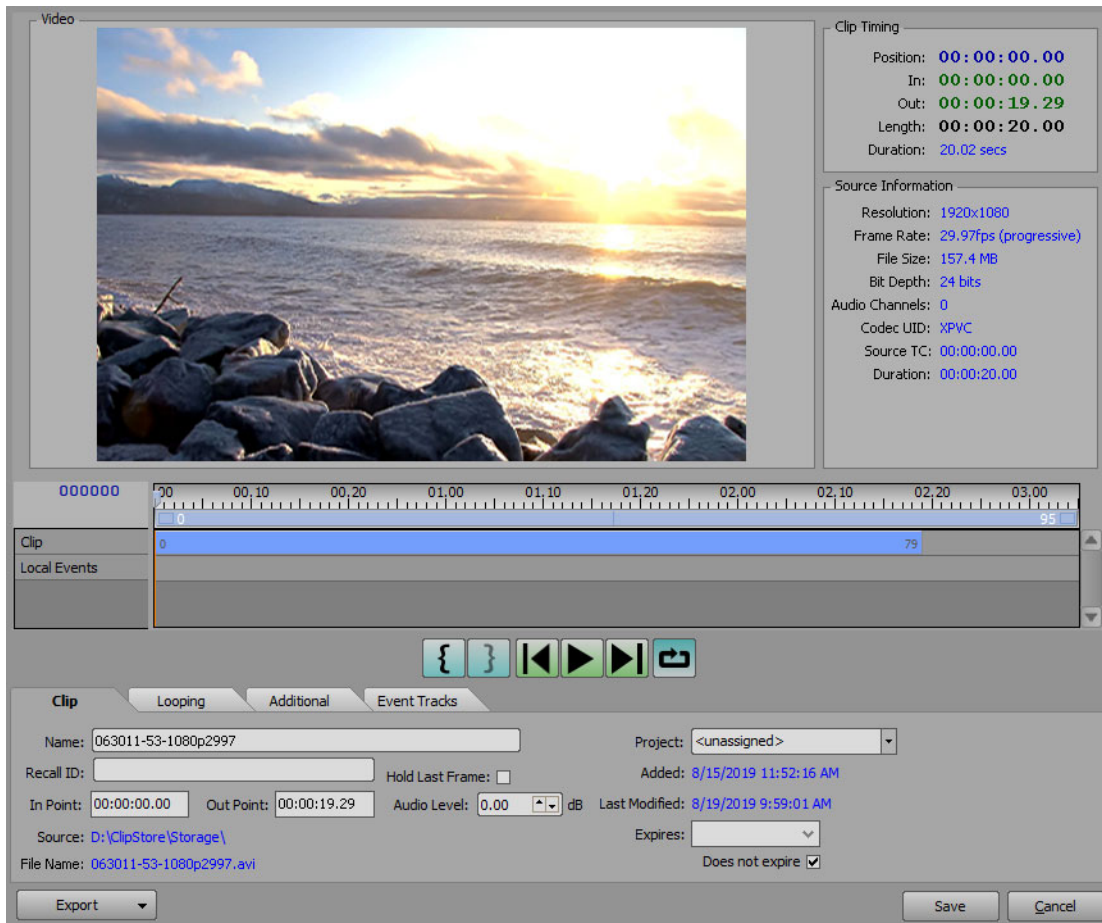 Video
Clip Timing
Position: 00:00:00.00
In: 00:00:00.00
Out: 00:00:19.29
Length: 00:00:20.00
Duration: 20.02 secs
Source Information
Resolution: 1920x1080
Frame Rate: 29.97fps (progressive)
File Size: 157.4 MB
Bit Depth: 24 bits
Audio Channels: 0
Codec UID: XPVC
Source TC: 00:00:00.00
Duration: 00:00:20.00
000000 00 00.10 00.20 01.00 01.10 01.20 02.00 02.10 02.20 03.00
0 95
Clip 0 79
Local Events
{ }
Clip Looping Additional Event Tracks
Name: 063011-53-1080p2997 Project: <unassigned>
Recall ID: Hold Last Frame: Added: 8/15/2019 11:52:16 AM
In Point: 00:00:00.00 Out Point: 00:00:19.29 Audio Level: 0.00 dB Last Modified: 8/19/2019 9:59:01 AM
Source: D:\ClipStore\Storage\ Expires:
File Name: 063011-53-1080p2997.avi Does not expire
Export Save Cancel